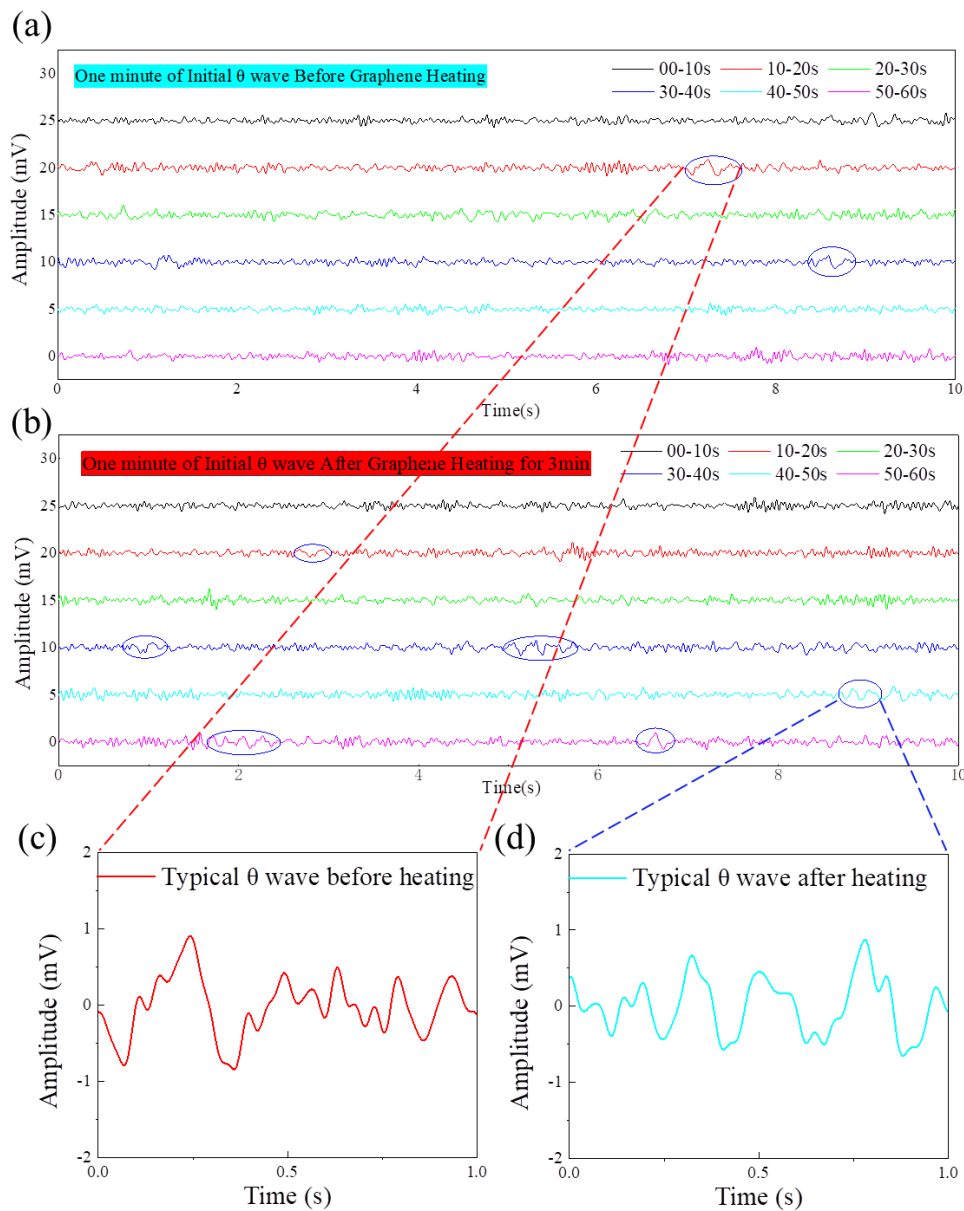 (a)
One minute of Initial θ wave Before Graphene Heating
00-10s 10-20s 20-30s
30-40s 40-50s 50-60s
Amplitude (mV)
30
25
20
15
10
5
0
0 2 4 6 8 10
Time(s)
(b)
One minute of Initial θ wave After Graphene Heating for 3min
00-10s 10-20s 20-30s
30-40s 40-50s 50-60s
Amplitude (mV)
30
25
20
15
10
5
0
0 2 4 6 8 10
Time(s)
(c)
Typical θ wave before heating
Amplitude (mV)
2
1
0
-1
-2
0.0 0.5 1.0
Time (s)
(d)
Typical θ wave after heating
Amplitude (mV)
2
1
0
-1
-2
0.0 0.5 1.0
Time (s)